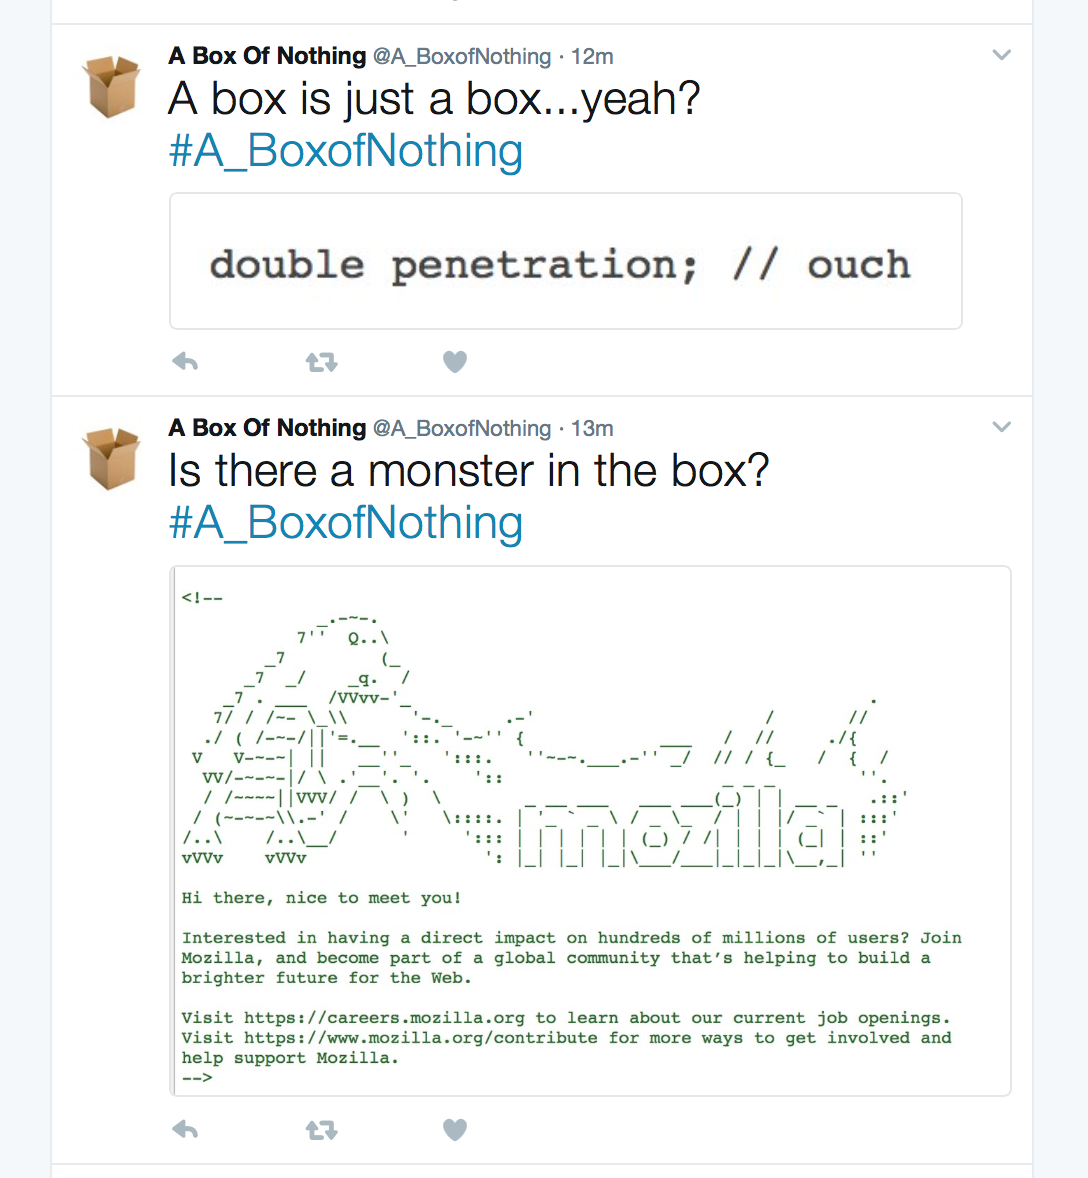 A Box Of Nothing @A_BoxofNothing · 12m
A box is just a box...yeah?
#A_BoxofNothing
double penetration; // ouch
A Box Of Nothing @A_BoxofNothing · 13m
Is there a monster in the box?
#A_BoxofNothing
<!--
mozilla
Hi there, nice to meet you!
Interested in having a direct impact on hundreds of millions of users? Join
Mozilla, and become part of a global community that’s helping to build a
brighter future for the Web.
Visit https://careers.mozilla.org to learn about our current job openings.
Visit https://www.mozilla.org/contribute for more ways to get involved and
help support Mozilla.
-->